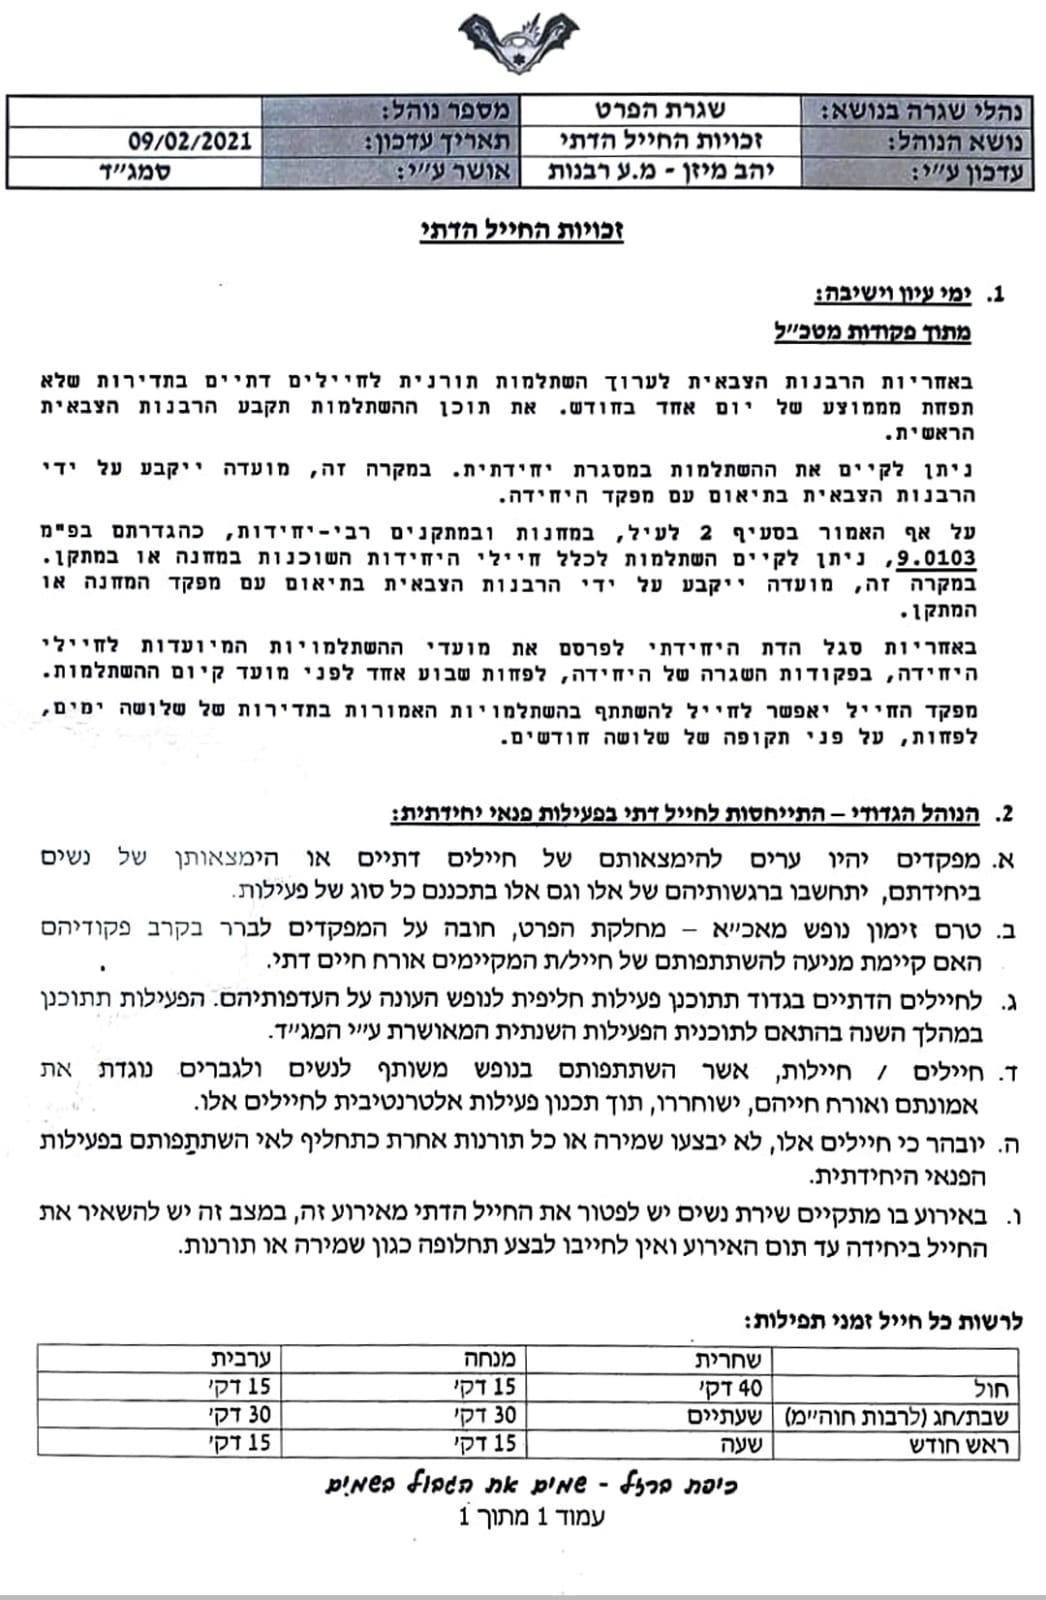 נהלי שגרה בנושא: שגרת הפרט מספר נוהל:
נושא הנוהל: זכויות החייל הדתי תאריך עדכון: 09/02/2021
עדכון ע״י: יהב מיזן - מ.ע רבנות אושר ע״י: סמג״ד
זכויות החייל הדתי
1. ימי עיון וישיבה:
מתוך פקודות מטכ״ל
באחריות הרבנות הצבאית לערוך השתלמות תורנית לחיילים דתיים בתדירות שלא
תפחת מממוצע של יום אחד בחודש. את תוכן ההשתלמות תקבע הרבנות הצבאית
הראשית.
ניתן לקיים את ההשתלמות במסגרת יחידתית. במקרה זה, מועדה ייקבע על ידי
הרבנות הצבאית בתיאום עם מפקד היחידה.
על אף האמור בסעיף 2 לעיל, במחנות ובמתקנים רבי-יחידות, כהגדרתם בפ"מ
9.0103, ניתן לקיים השתלמות לכלל חיילי היחידות השוכנות במחנה או במתקן.
במקרה זה, מועדה ייקבע על ידי הרבנות הצבאית בתיאום עם מפקד המחנה או
המתקן.
באחריות סגל הדת היחידתי לפרסם את מועדי ההשתלמויות המיועדות לחיילי
היחידה, בפקודות השגרה של היחידה, לפחות שבוע אחד לפני מועד קיום ההשתלמות.
מפקד החייל יאפשר לחייל להשתתף בהשתלמויות האמורות בתדירות של שלושה ימים,
לפחות, על פני תקופה של שלושה חודשים.
2. הנוהל הגדודי – התייחסות לחייל דתי בפעילות פנאי יחידתית:
א. מפקדים יהיו ערים להימצאותם של חיילים דתיים או הימצאותן של נשים
ביחידתם, יתחשבו ברגשותיהם של אלו וגם אלו בתכננם כל סוג של פעילות.
ב. טרם זימון נופש מאכ״א – מחלקת הפרט, חובה על המפקדים לברר בקרב פקודיהם
האם קיימת מניעה להשתתפותם של חייל/ת המקיימים אורח חיים דתי.
ג. לחיילים הדתיים בגדוד תתוכנן פעילות חליפית לנופש העונה על העדפותיהם. הפעילות תתוכנן
במהלך השנה בהתאם לתוכנית הפעילות השנתית המאושרת ע״י המג״ד.
ד. חיילים / חיילות, אשר השתתפותם בנופש משותף לנשים ולגברים נוגדת את
אמונתם ואורח חייהם, ישוחררו, תוך תכנון פעילות אלטרנטיבית לחיילים אלו.
ה. יובהר כי חיילים אלו, לא יבצעו שמירה או כל תורנות אחרת כתחליף לאי השתתפותם בפעילות
הפנאי היחידתית.
ו. באירוע בו מתקיים שירת נשים יש לפטור את החייל הדתי מאירוע זה, במצב זה יש להשאיר את
החייל ביחידה עד תום האירוע ואין לחייבו לבצע תחלופה כגון שמירה או תורנות.
לרשות כל חייל זמני תפילות:
שחרית מנחה ערבית
חול 40 דק׳ 15 דק׳ 15 דק׳
שבת/חג (לרבות חוה״מ) שעתיים 30 דק׳ 30 דק׳
ראש חודש שעה 15 דק׳ 15 דק׳
כיפת ברזל - שמים את הגבול בשמים
עמוד 1 מתוך 1